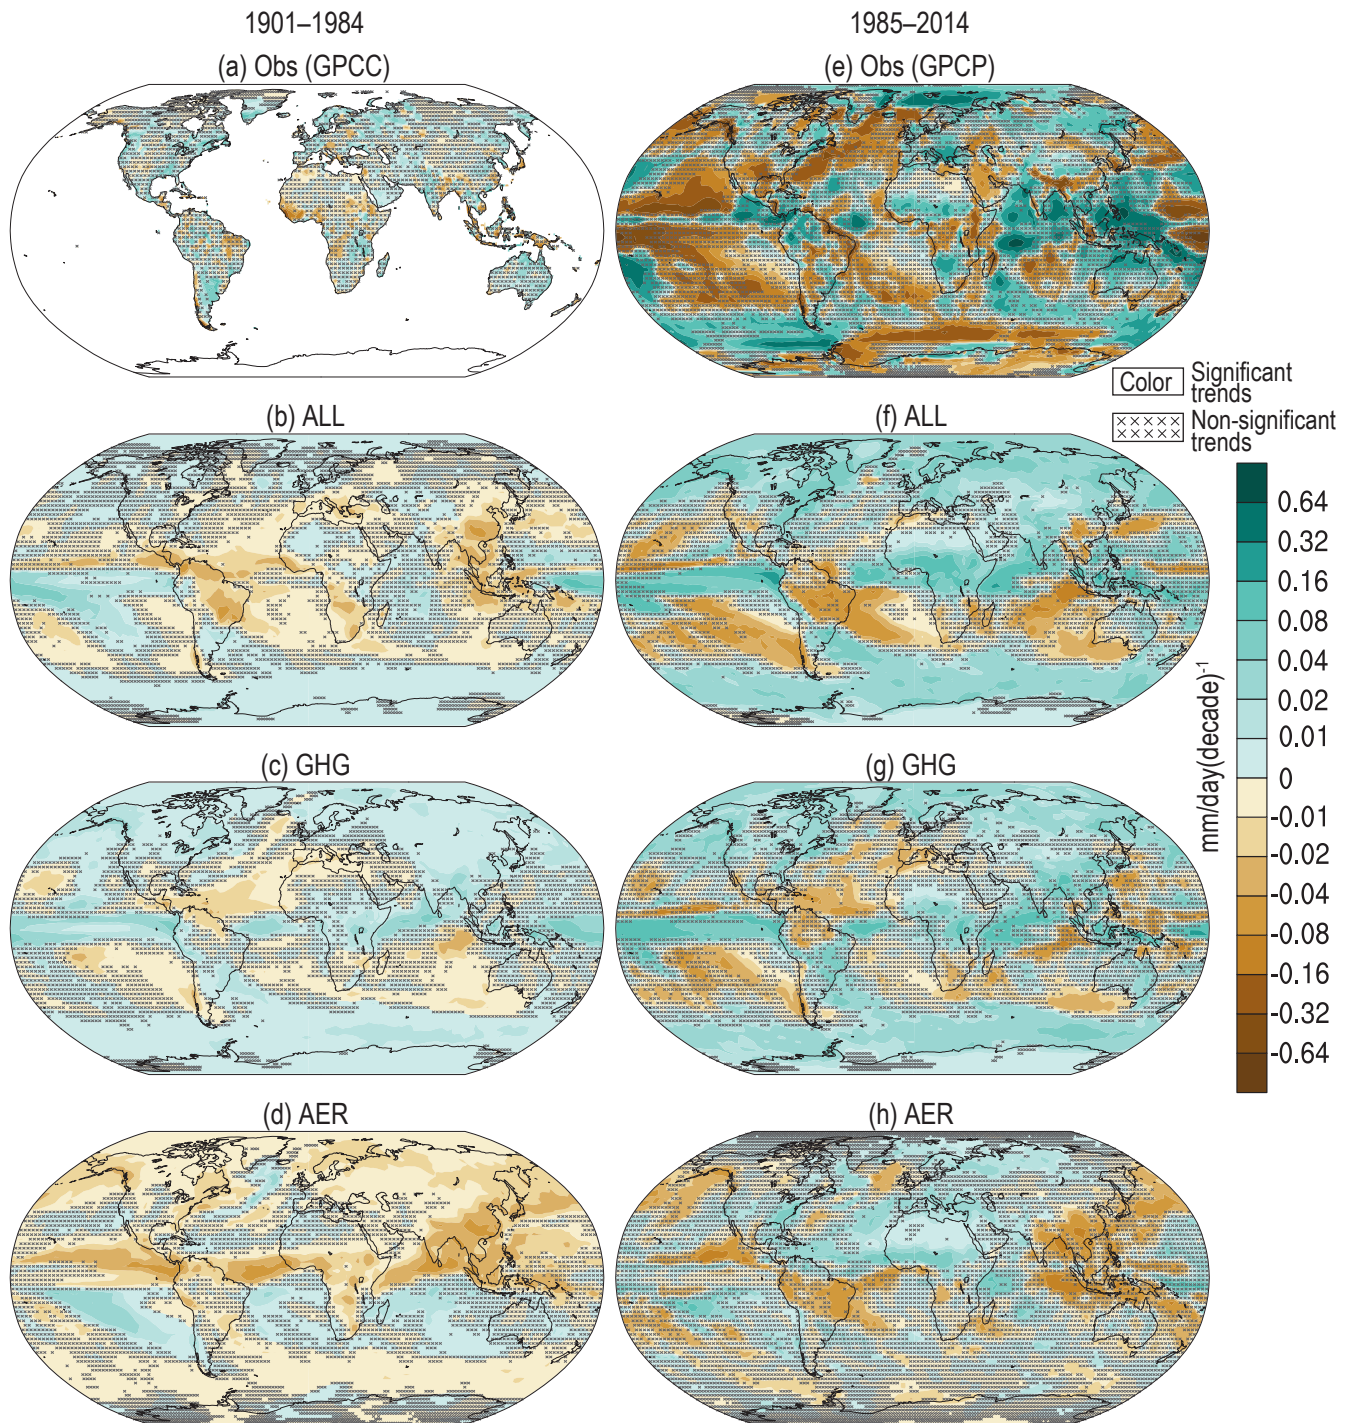 1901–1984
1985–2014
(a) Obs (GPCC)
(e) Obs (GPCP)
Color
Significant
trends
Non-significant
trends
(b) ALL
(f) ALL
(c) GHG
(g) GHG
(d) AER
(h) AER
mm/day(decade)⁻¹
0.64
0.32
0.16
0.08
0.04
0.02
0.01
0
-0.01
-0.02
-0.04
-0.08
-0.16
-0.32
-0.64